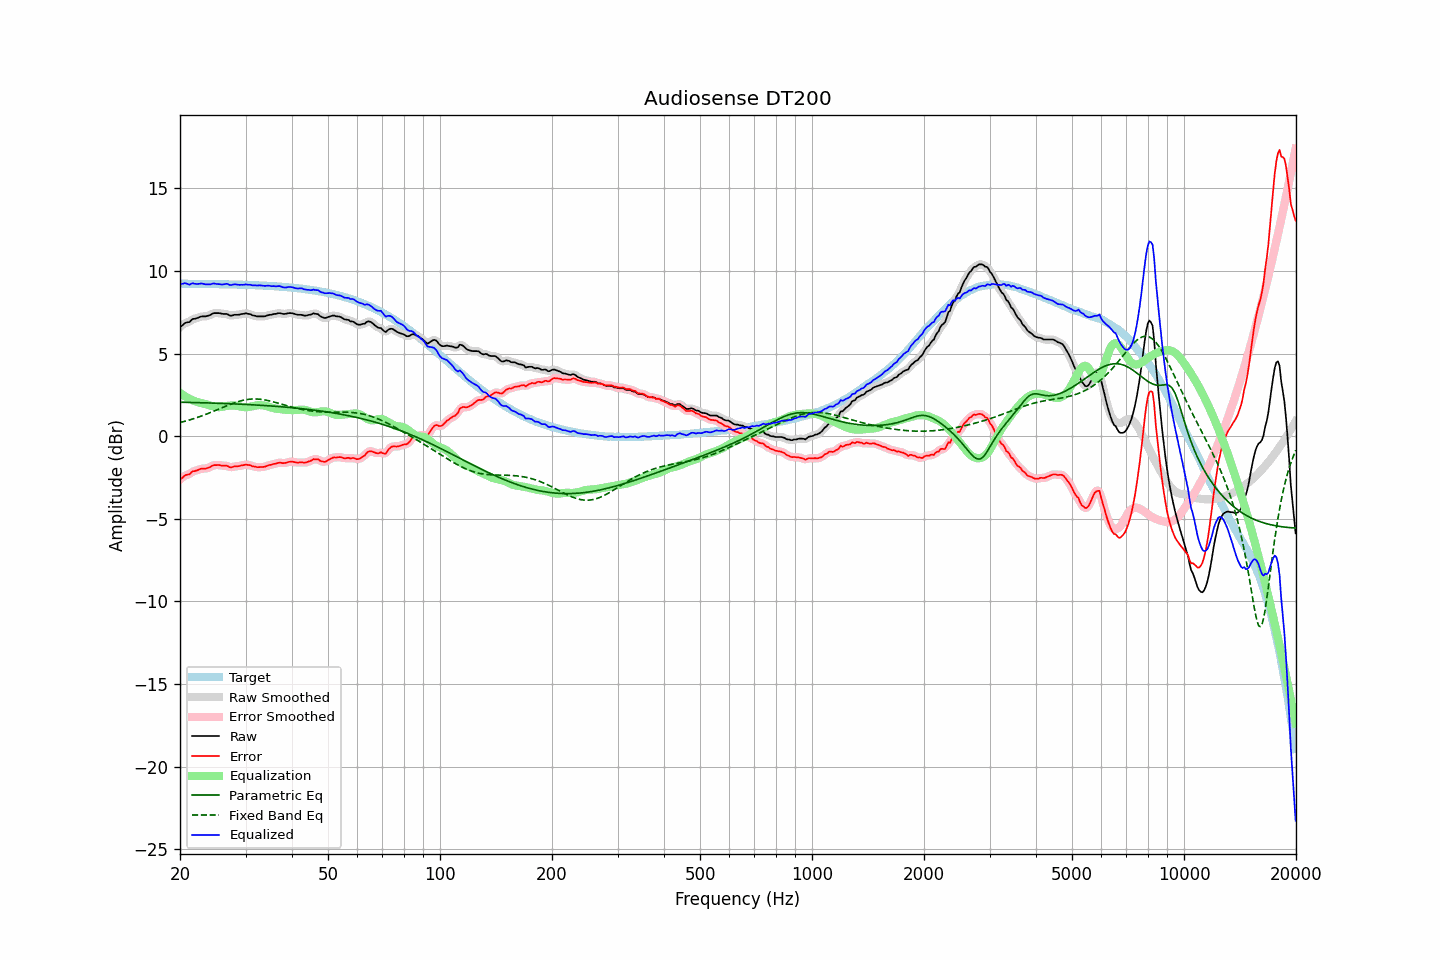 Audiosense DT200
Amplitude (dBr)
15
10
5
0
−5
−10
−15
−20
−25
Target
Raw Smoothed
Error Smoothed
Raw
Error
Equalization
Parametric Eq
Fixed Band Eq
Equalized
20 50 100 200 500 1000 2000 5000 10000 20000
Frequency (Hz)